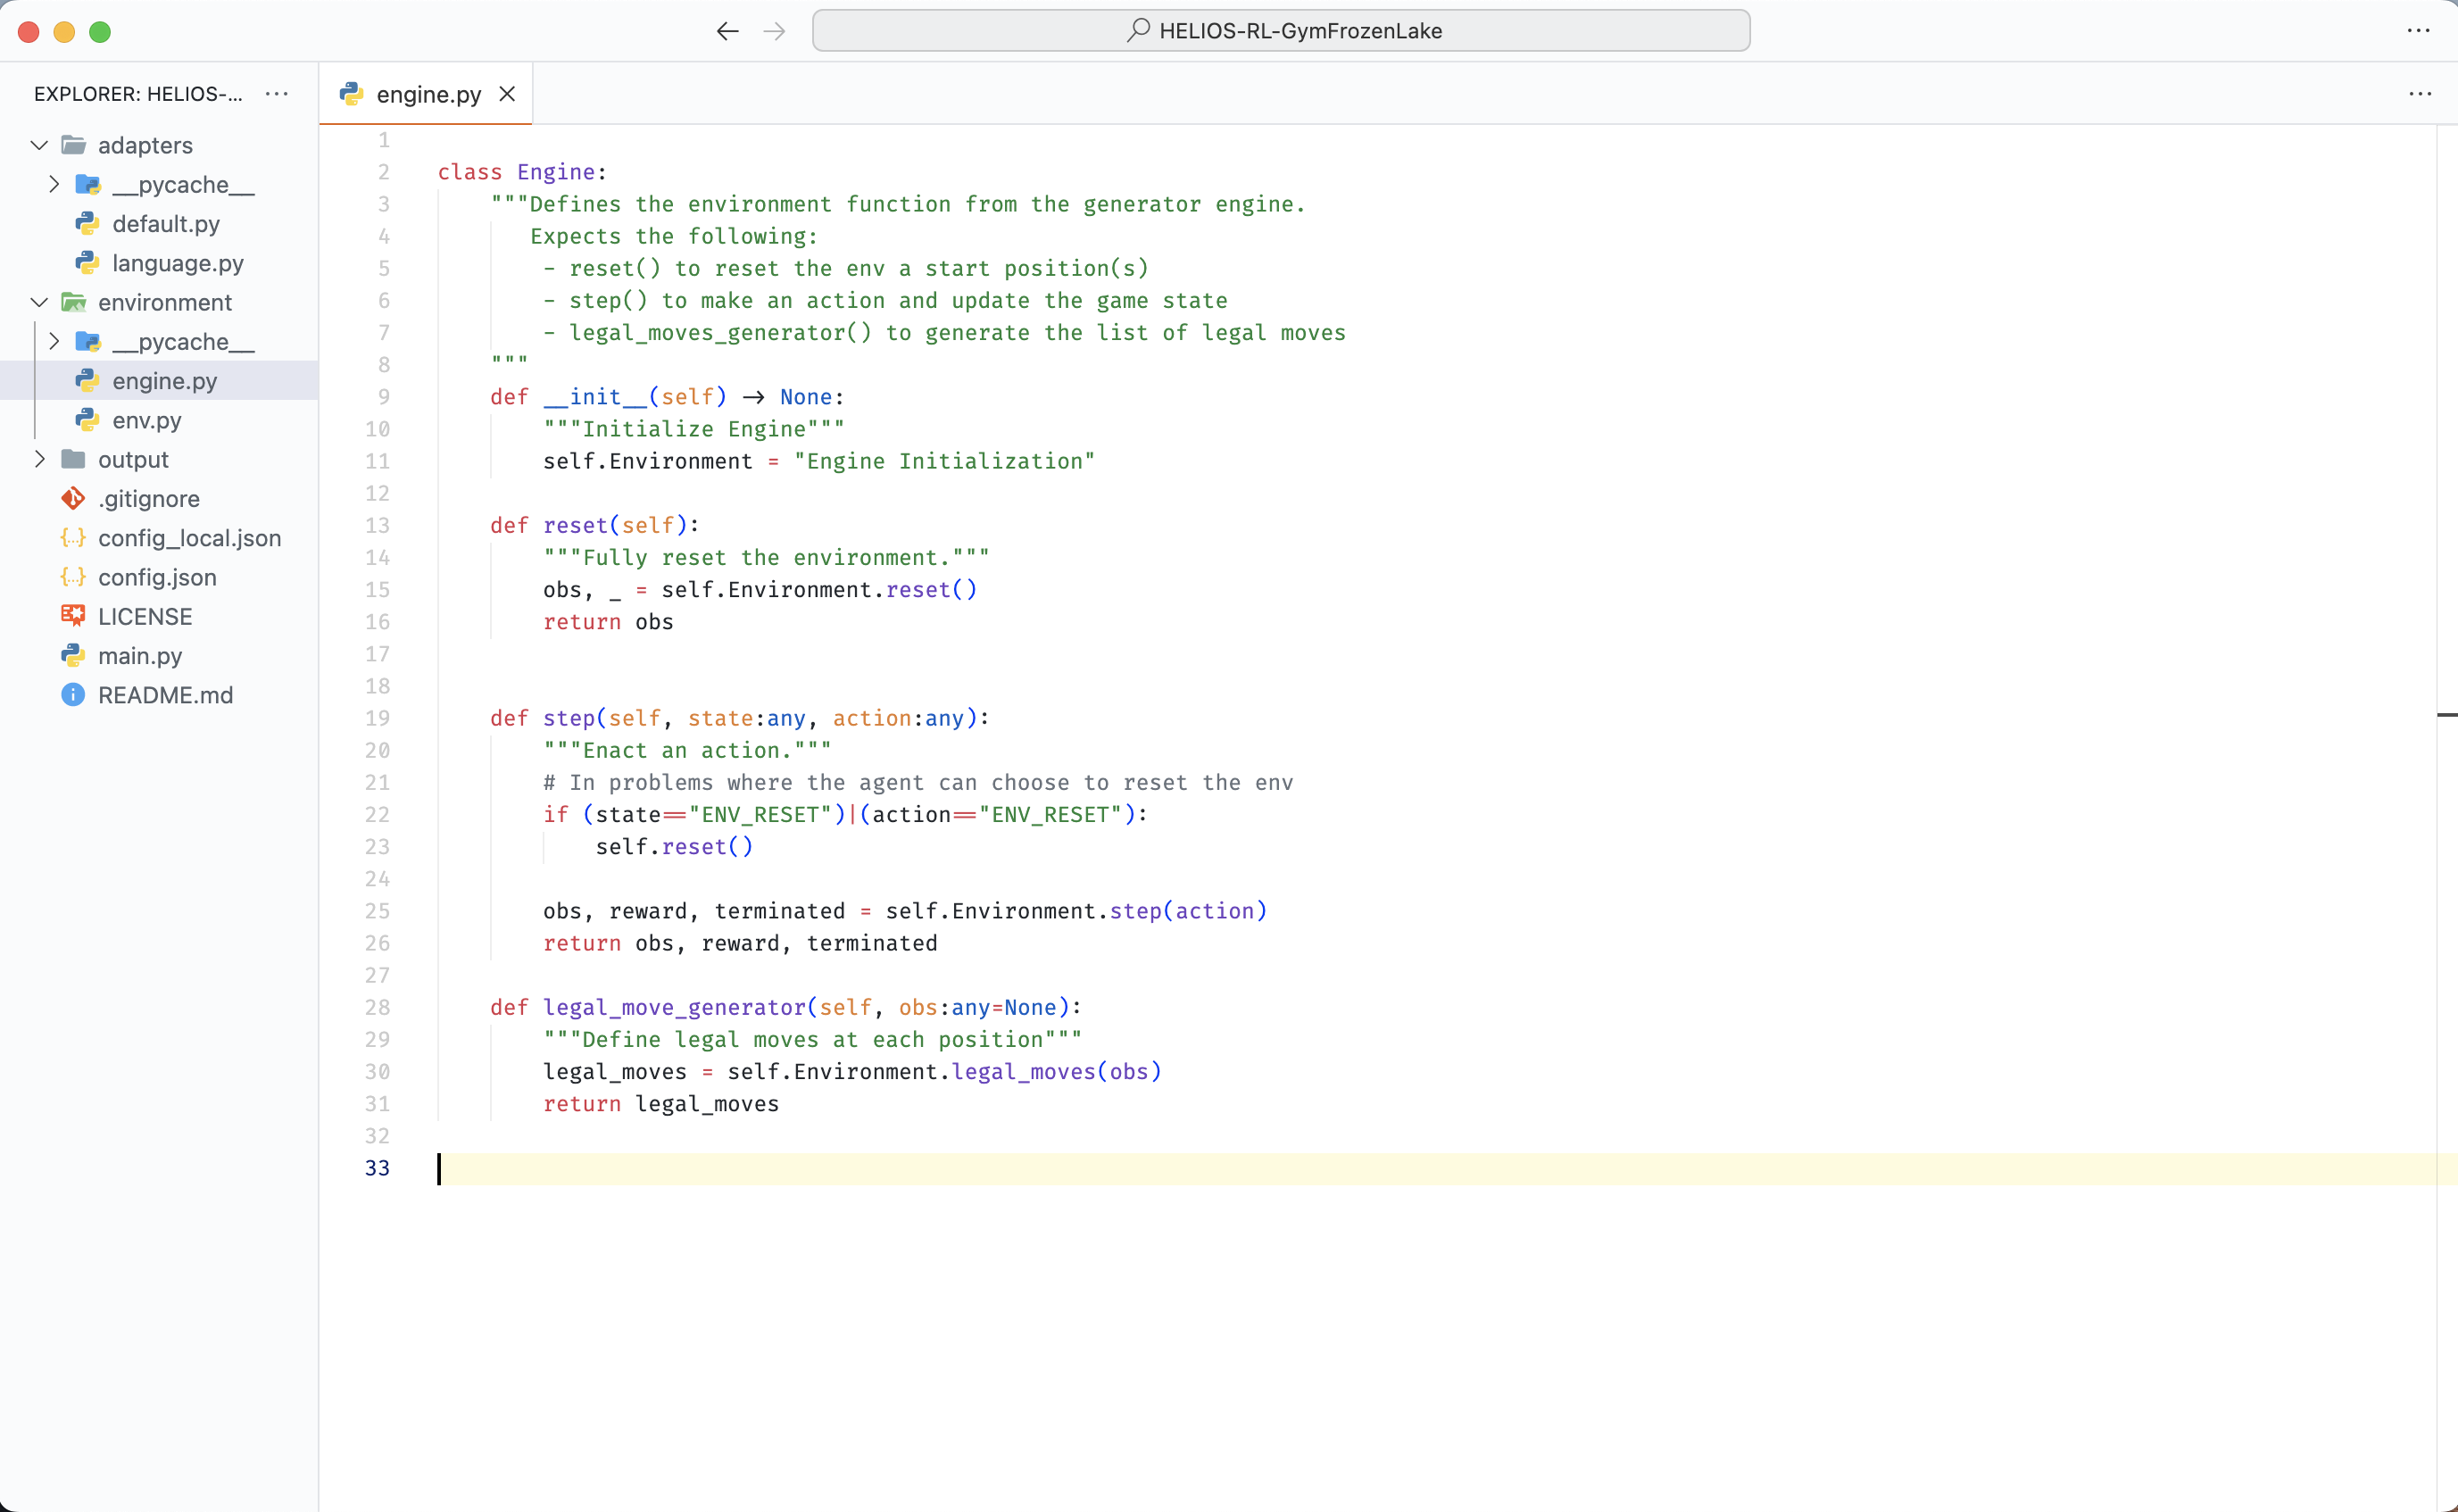 HELIOS-RL-GymFrozenLake
EXPLORER: HELIOS-...
adapters
__pycache__
default.py
language.py
environment
__pycache__
engine.py
env.py
output
.gitignore
config_local.json
config.json
LICENSE
main.py
README.md
engine.py
1
2 class Engine:
3     """Defines the environment function from the generator engine.
4        Expects the following:
5         - reset() to reset the env a start position(s)
6         - step() to make an action and update the game state
7         - legal_moves_generator() to generate the list of legal moves
8     """
9     def __init__(self) -> None:
10         """Initialize Engine"""
11         self.Environment = "Engine Initialization"
12
13     def reset(self):
14         """Fully reset the environment."""
15         obs, _ = self.Environment.reset()
16         return obs
17
18
19     def step(self, state:any, action:any):
20         """Enact an action."""
21         # In problems where the agent can choose to reset the env
22         if (state=="ENV_RESET")|(action=="ENV_RESET"):
23             self.reset()
24
25         obs, reward, terminated = self.Environment.step(action)
26         return obs, reward, terminated
27
28     def legal_move_generator(self, obs:any=None):
29         """Define legal moves at each position"""
30         legal_moves = self.Environment.legal_moves(obs)
31         return legal_moves
32
33